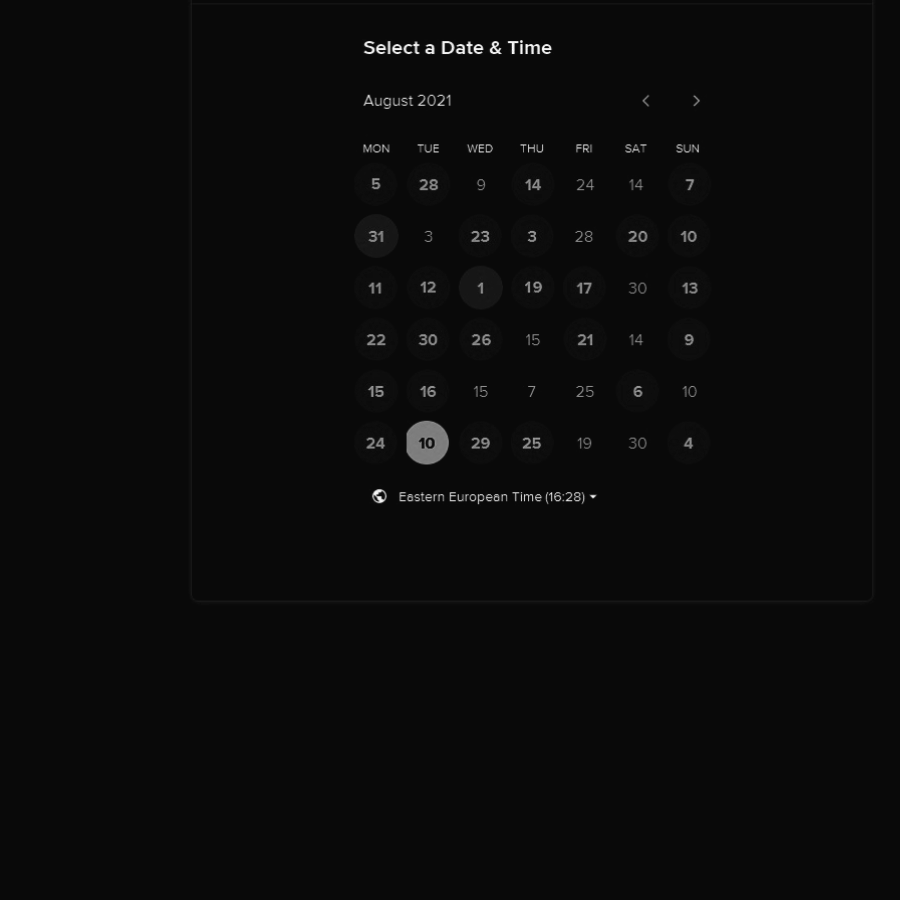 Select a Date & Time
August 2021
MON TUE WED THU FRI SAT SUN
5 28 9 14 24 14 7
31 3 23 3 28 20 10
11 12 1 19 17 30 13
22 30 26 15 21 14 9
15 16 15 7 25 6 10
24 10 29 25 19 30 4
Eastern European Time (16:28)